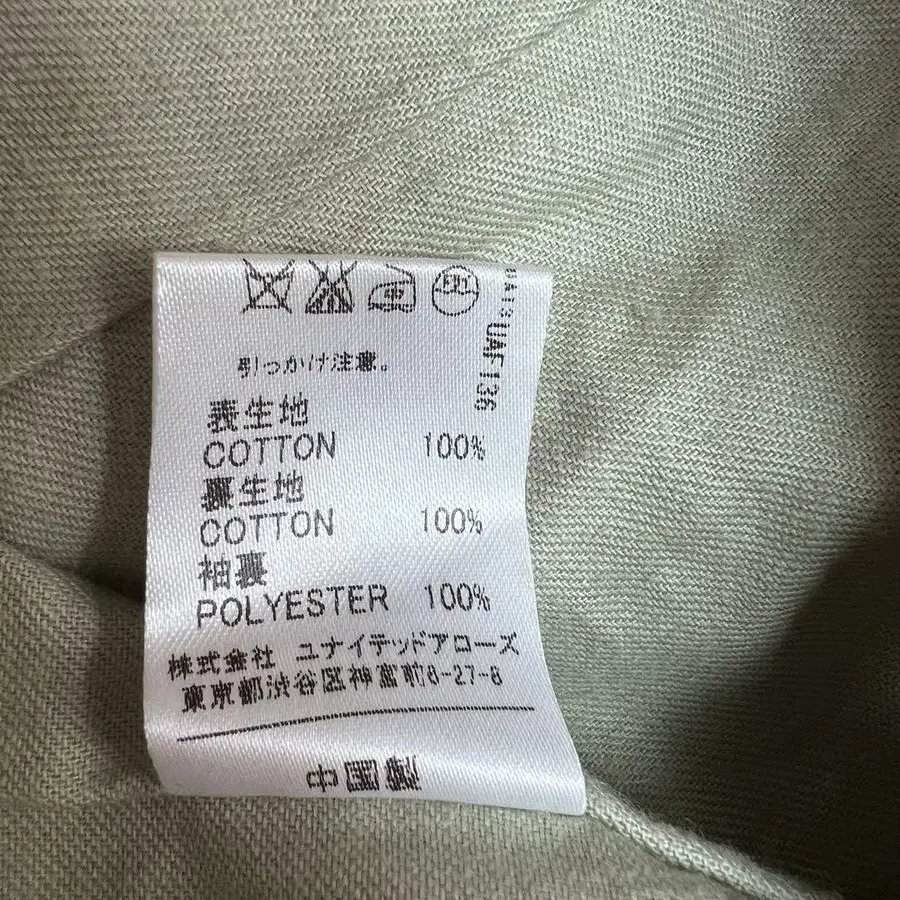 引っかけ注意。
表生地
COTTON 100%
裏生地
COTTON 100%
袖裏
POLYESTER 100%
株式会社 ユナイテッドアローズ
東京都渋谷区神宮前8-27-8
中国製
UAF136